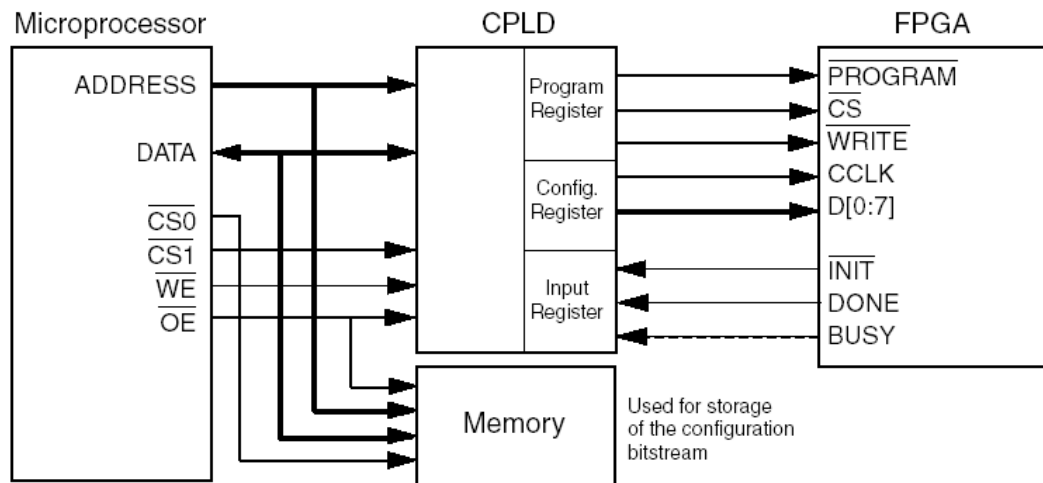 Microprocessor
CPLD
FPGA
ADDRESS
DATA
CS0
CS1
WE
OE
Program
Register
Config.
Register
Input
Register
PROGRAM
CS
WRITE
CCLK
D[0:7]
INIT
DONE
BUSY
Memory
Used for storage
of the configuration
bitstream